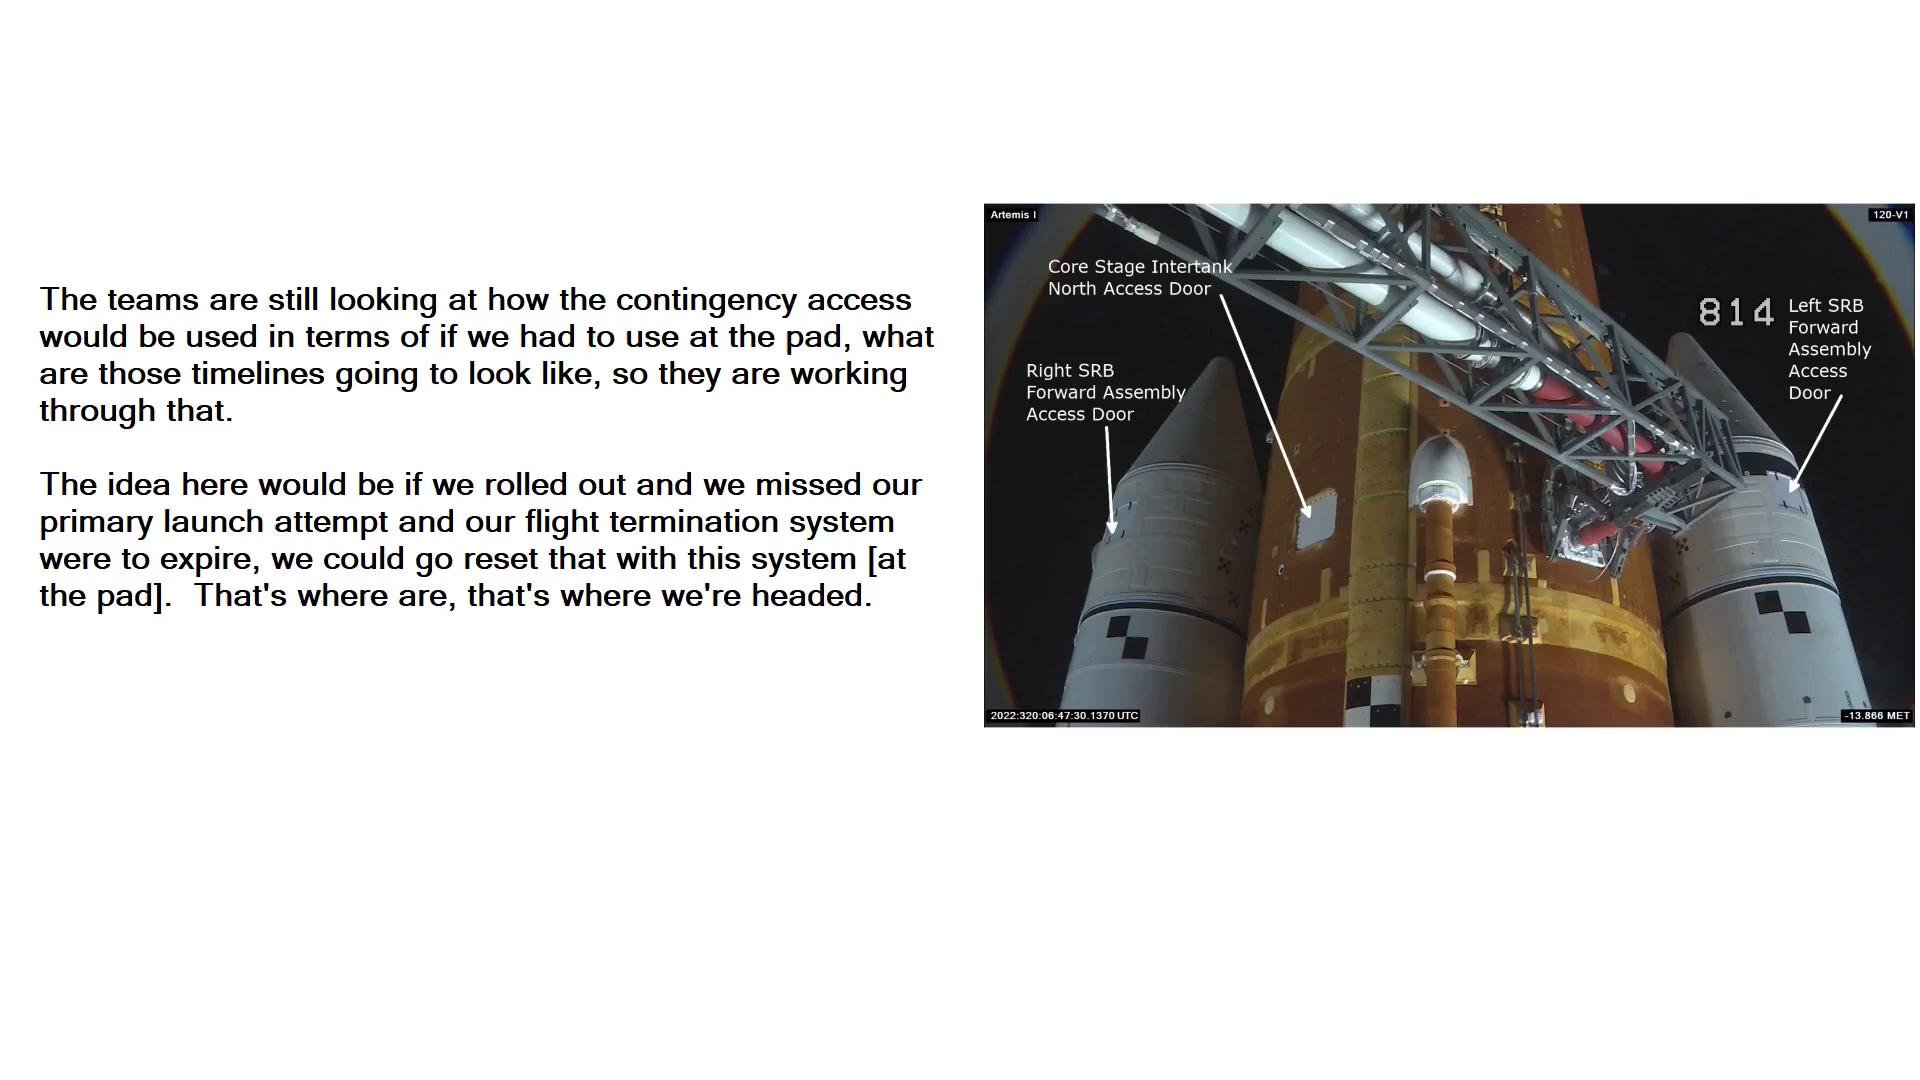 The teams are still looking at how the contingency access
would be used in terms of if we had to use at the pad, what
are those timelines going to look like, so they are working
through that.
The idea here would be if we rolled out and we missed our
primary launch attempt and our flight termination system
were to expire, we could go reset that with this system [at
the pad].  That's where are, that's where we're headed.
Artemis I
120-V1
Core Stage Intertank
North Access Door
814
Left SRB
Forward
Assembly
Access
Door
Right SRB
Forward Assembly
Access Door
2022:320:06:47:30.1370 UTC
-13.866 MET